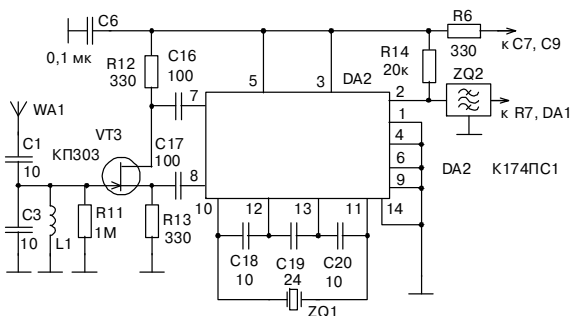 C6
0,1 мк
R12
330
C16
100
R6
330
к C7, C9
R14
20к
ZQ2
5
3
DA2
7
2
к R7, DA1
WA1
VT3
КП303
C17
100
1
4
C1
10
8
6
9
DA2 К174ПС1
C3
10
L1
R11
1М
R13
330
10
12
13
11
14
C18
10
C19
24
C20
10
ZQ1